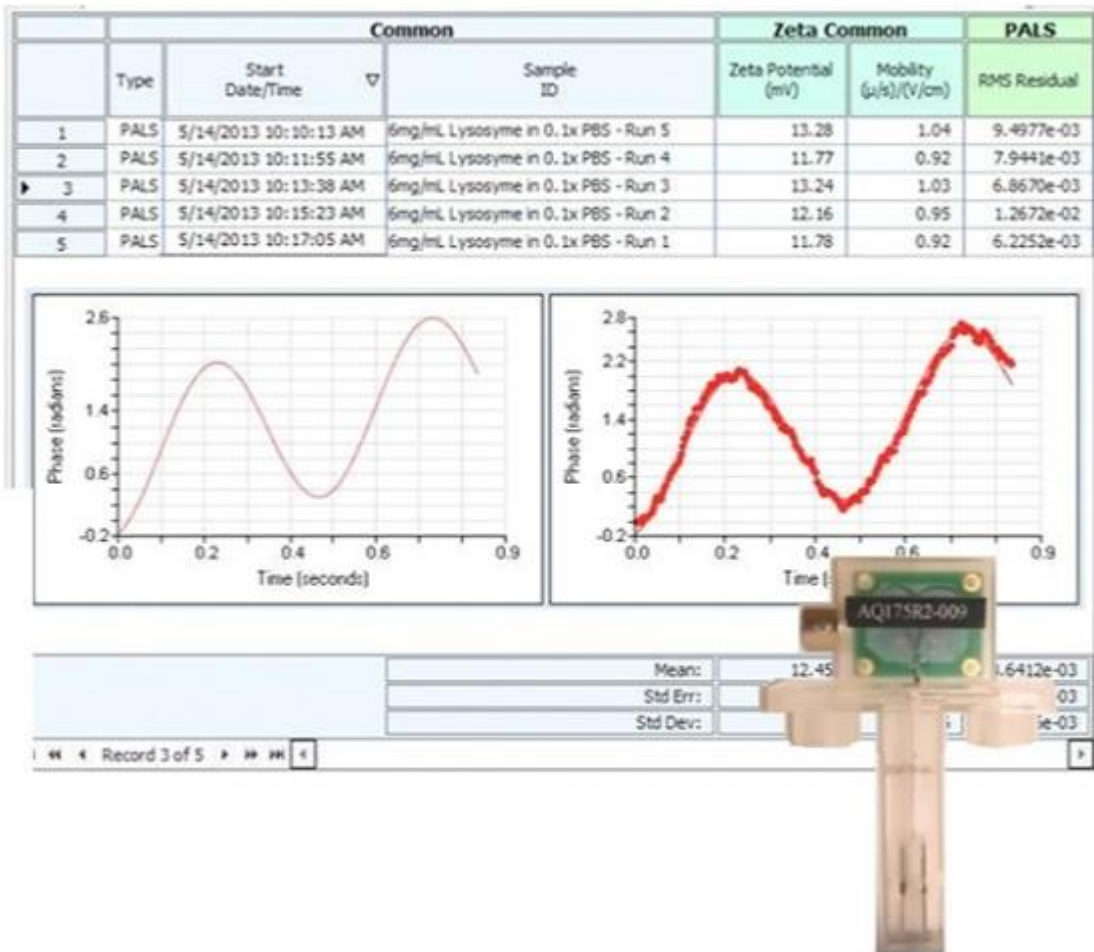 Common Zeta Common PALS
Type Start Date/Time Sample ID Zeta Potential (mV) Mobility (μ/s)/(V/cm) RMS Residual
1 PALS 5/14/2013 10:10:13 AM 6mg/mL Lysosyme in 0.1x PBS - Run 5 13.28 1.04 9.4977e-03
2 PALS 5/14/2013 10:11:55 AM 6mg/mL Lysosyme in 0.1x PBS - Run 4 11.77 0.92 7.9441e-03
3 PALS 5/14/2013 10:13:38 AM 6mg/mL Lysosyme in 0.1x PBS - Run 3 13.24 1.03 6.8670e-03
4 PALS 5/14/2013 10:15:23 AM 6mg/mL Lysosyme in 0.1x PBS - Run 2 12.16 0.95 1.2672e-02
5 PALS 5/14/2013 10:17:05 AM 6mg/mL Lysosyme in 0.1x PBS - Run 1 11.78 0.92 6.2252e-03
Phase (radians)
2.6
1.4
0.6
-0.2
0.0 0.2 0.4 0.6 0.9
Time (seconds)
Phase (radians)
2.8
2.2
1.4
0.6
-0.2
0.0 0.2 0.4 0.6 0.9
Time
AQ175R2-009
Mean: 12.45 .6412e-03
Std Err: 03
Std Dev: e-03
Record 3 of 5